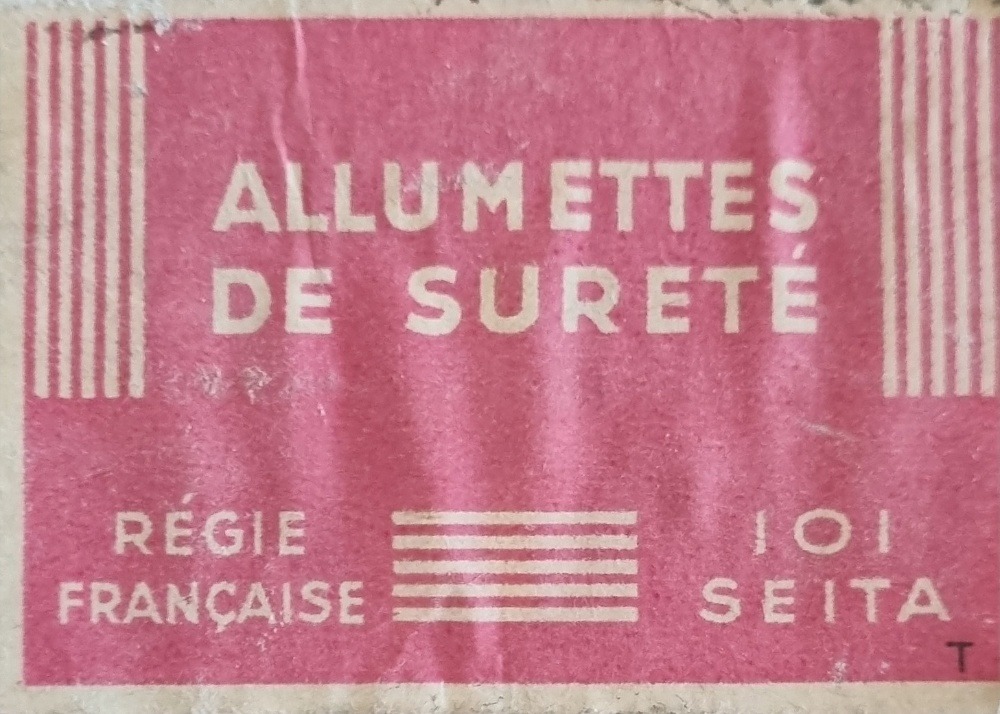 ALLUMETTES
DE SURETÉ
RÉGIE
FRANÇAISE
101
SEITA
T